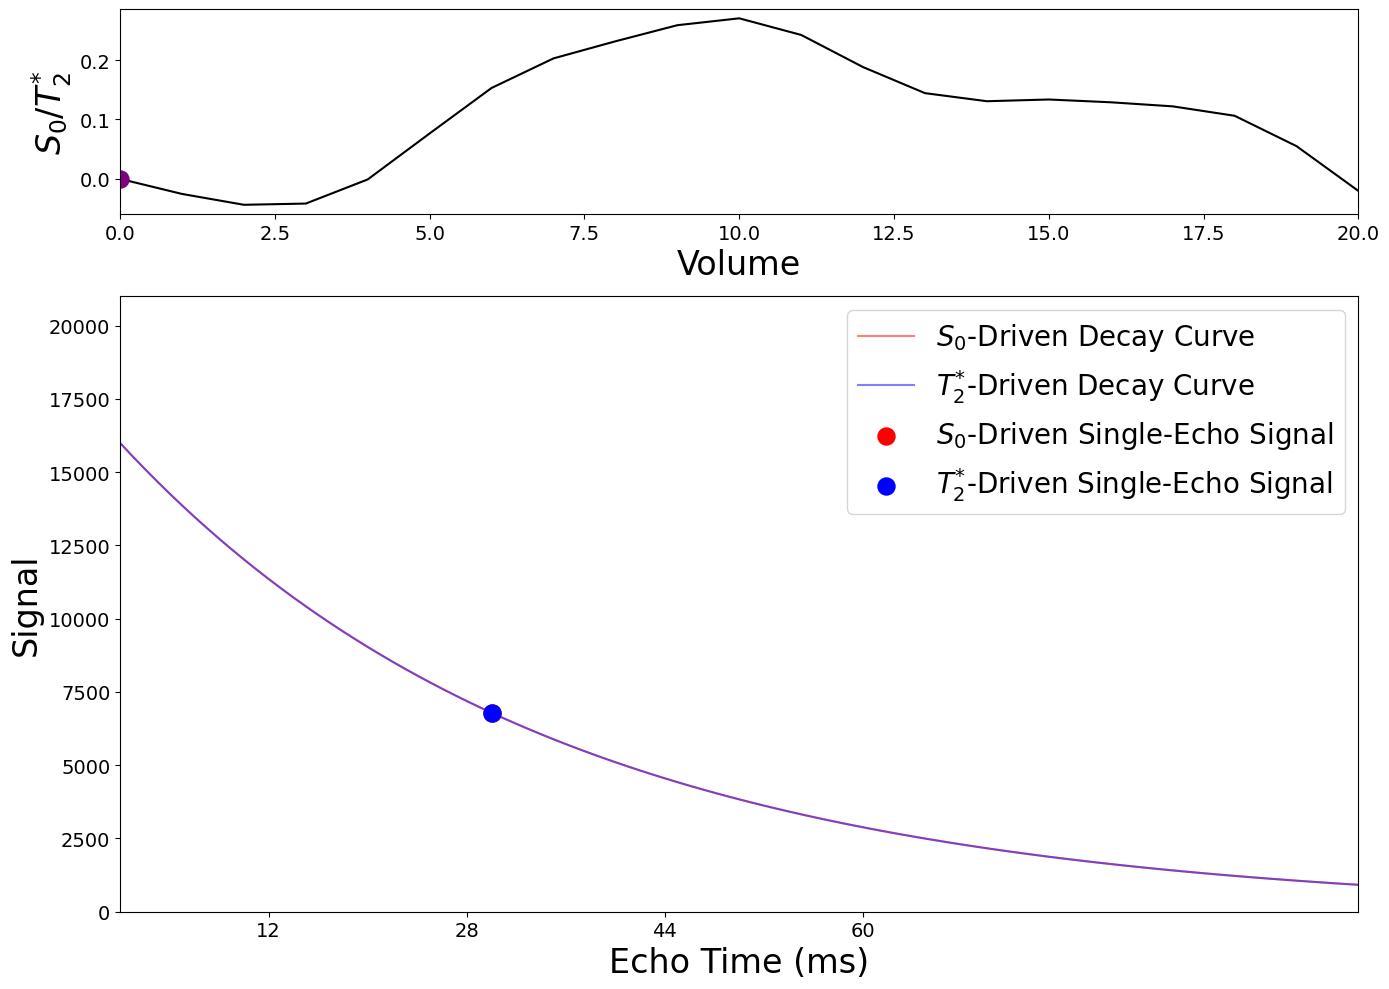 0.2
0.1
0.0
S₀/T₂*
0.0 2.5 5.0 7.5 10.0 12.5 15.0 17.5 20.0
Volume
20000
17500
15000
12500
10000
7500
5000
2500
0
Signal
S₀-Driven Decay Curve
T₂*-Driven Decay Curve
S₀-Driven Single-Echo Signal
T₂*-Driven Single-Echo Signal
12 28 44 60
Echo Time (ms)